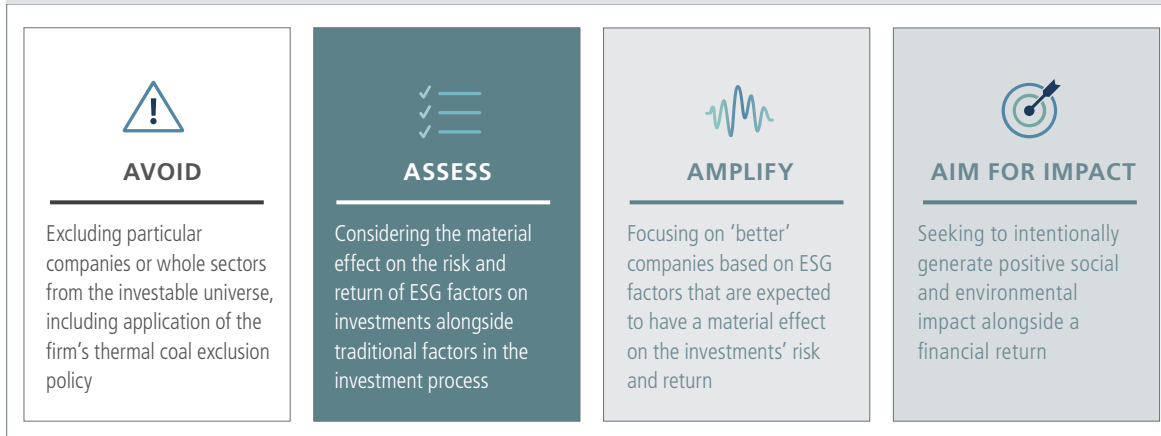 AVOID
Excluding particular
companies or whole sectors
from the investable universe,
including application of the
firm's thermal coal exclusion
policy
ASSESS
Considering the material
effect on the risk and
return of ESG factors on
investments alongside
traditional factors in the
investment process
AMPLIFY
Focusing on ‘better’
companies based on ESG
factors that are expected
to have a material effect
on the investments’ risk
and return
AIM FOR IMPACT
Seeking to intentionally
generate positive social
and environmental
impact alongside a
financial return